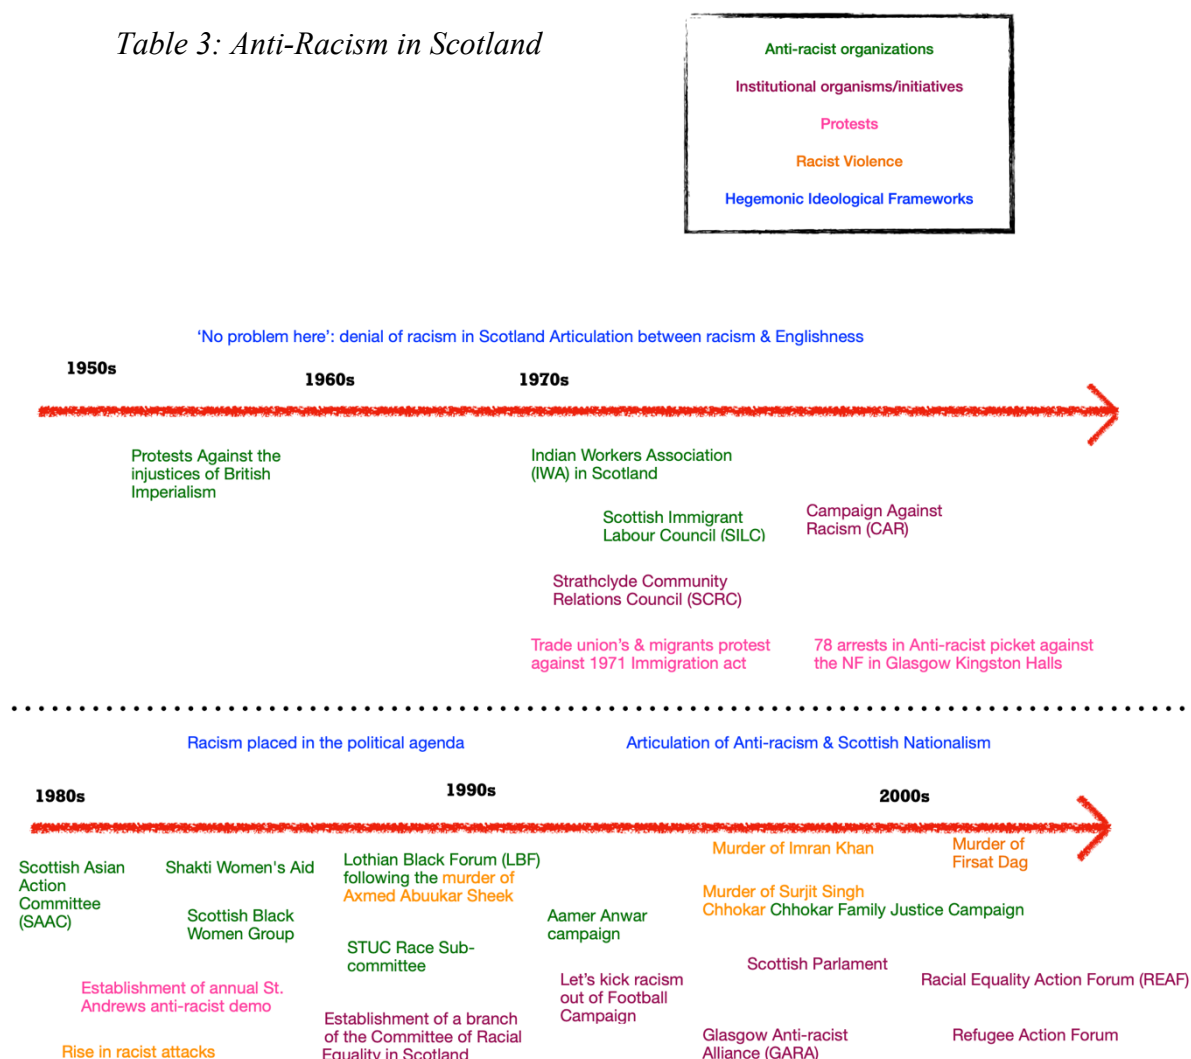 Table 3: Anti-Racism in Scotland
Anti-racist organizations
Institutional organisms/initiatives
Protests
Racist Violence
Hegemonic Ideological Frameworks
‘No problem here’: denial of racism in Scotland Articulation between racism & Englishness
1950s
1960s
1970s
Protests Against the
injustices of British
Imperialism
Indian Workers Association
(IWA) in Scotland
Scottish Immigrant
Labour Council (SILC)
Campaign Against
Racism (CAR)
Strathclyde Community
Relations Council (SCRC)
Trade union’s & migrants protest
against 1971 Immigration act
78 arrests in Anti-racist picket against
the NF in Glasgow Kingston Halls
Racism placed in the political agenda
Articulation of Anti-racism & Scottish Nationalism
1980s
1990s
2000s
Scottish Asian
Action
Committee
(SAAC)
Shakti Women's Aid
Scottish Black
Women Group
Establishment of annual St.
Andrews anti-racist demo
Rise in racist attacks
Lothian Black Forum (LBF)
following the murder of
Axmed Abuukar Sheek
STUC Race Sub-
committee
Establishment of a branch
of the Committee of Racial
Equality in Scotland
Aamer Anwar
campaign
Let’s kick racism
out of Football
Campaign
Murder of Imran Khan
Murder of Surjit Singh
Chhokar Chhokar Family Justice Campaign
Scottish Parlament
Glasgow Anti-racist
Alliance (GARA)
Murder of
Firsat Dag
Racial Equality Action Forum (REAF)
Refugee Action Forum